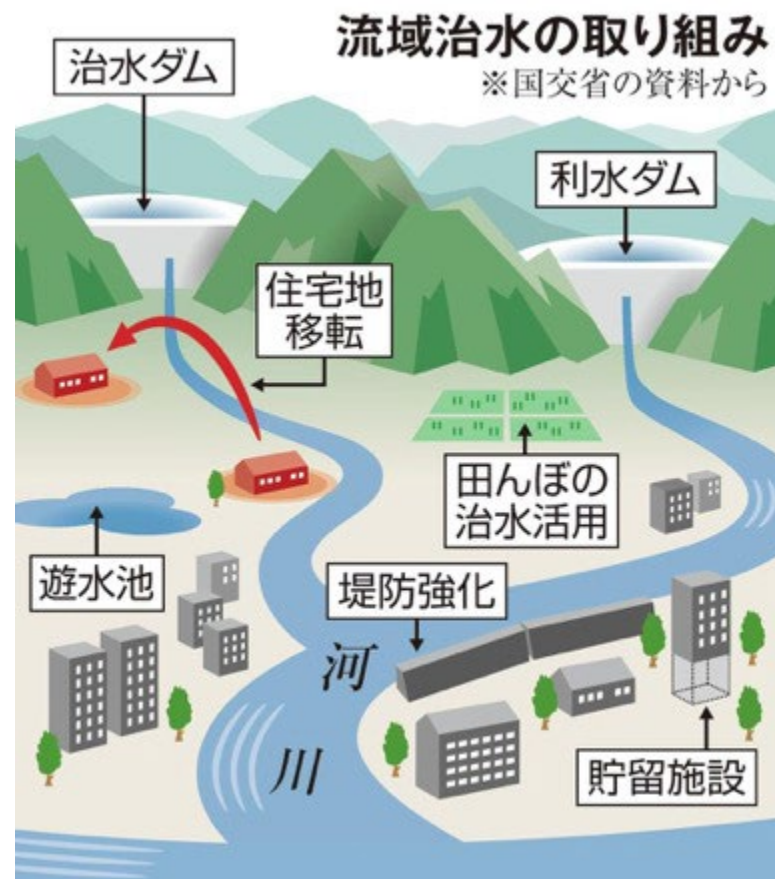 流域治水の取り組み
※国交省の資料から
治水ダム
利水ダム
住宅地
移転
田んぼの
治水活用
遊水池
堤防強化
河
川
貯留施設